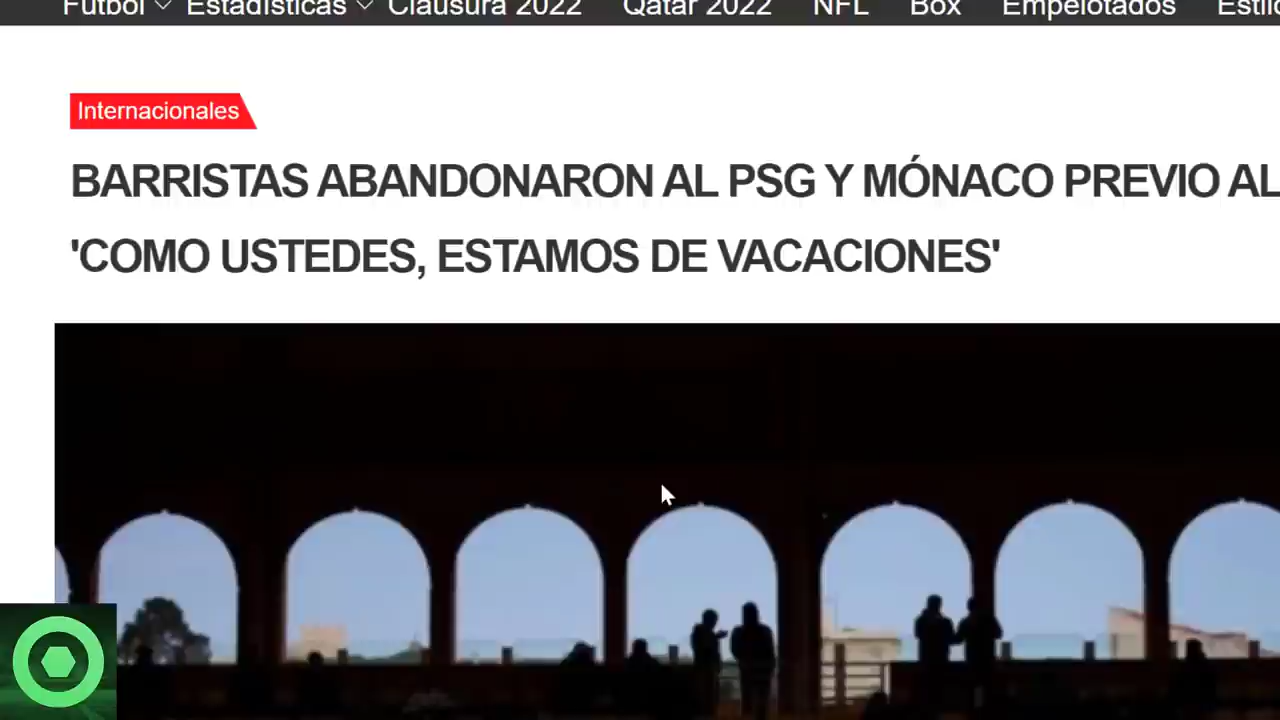 Fútbol Estadísticas Clausura 2022 Qatar 2022 NFL Box Empelotados
Internacionales
BARRISTAS ABANDONARON AL PSG Y MÓNACO PREVIO AL
'COMO USTEDES, ESTAMOS DE VACACIONES'